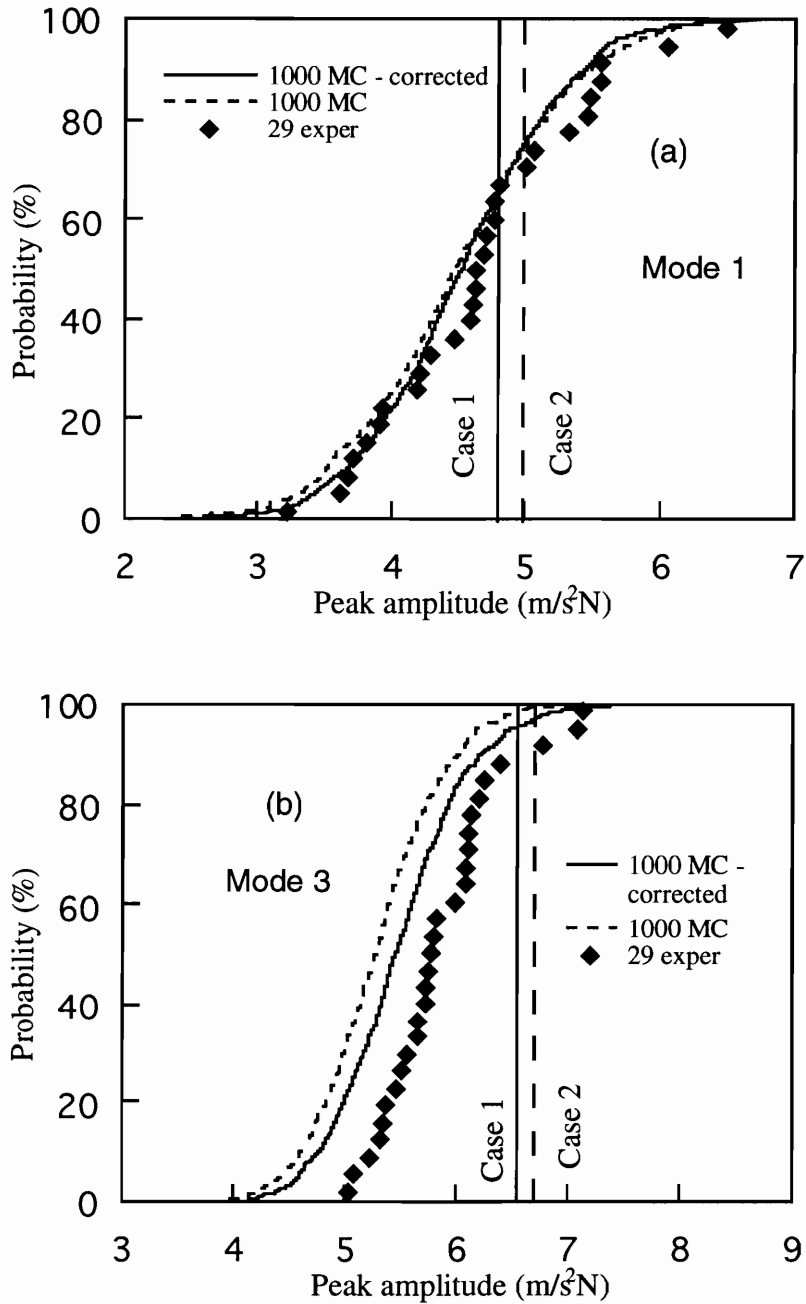 100
80
60
40
20
0
Probability (%)
1000 MC - corrected
1000 MC
29 exper
(a)
Mode 1
Case 1
Case 2
2 3 4 5 6 7
Peak amplitude (m/s²N)
100
80
60
40
20
0
Probability (%)
(b)
Mode 3
1000 MC -
corrected
1000 MC
29 exper
Case 1
Case 2
3 4 5 6 7 8 9
Peak amplitude (m/s²N)